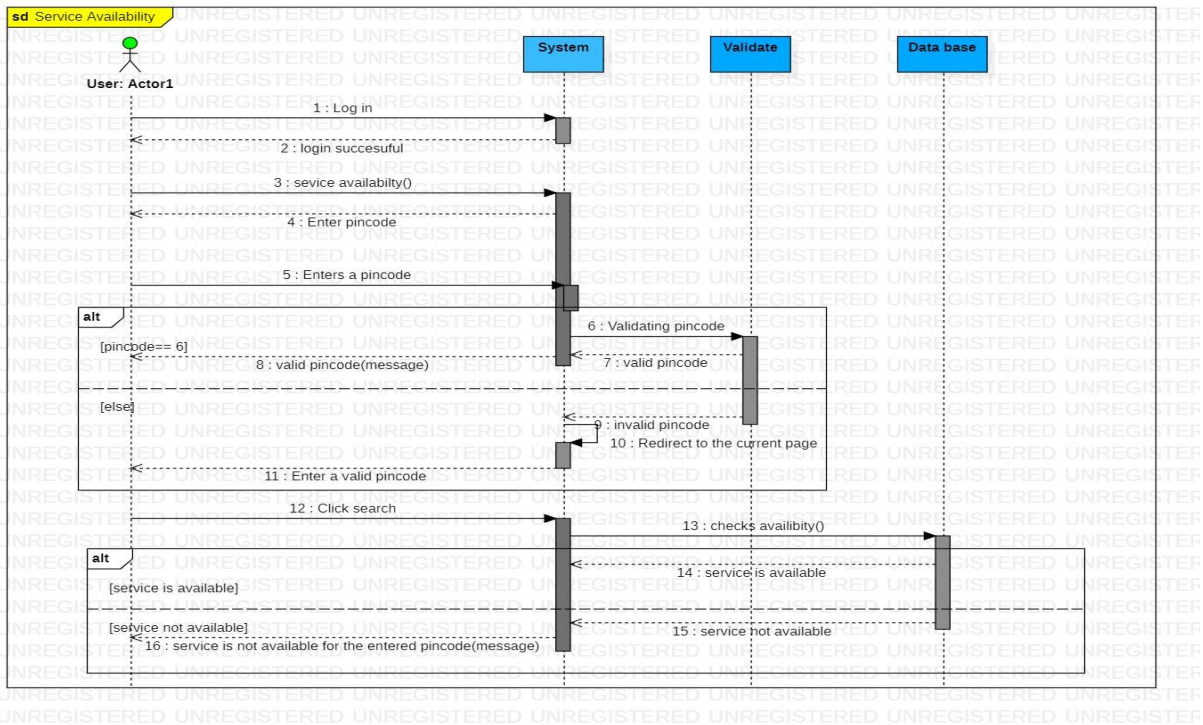 sd Service Availability
System
Validate
Data base
User: Actor1
1 : Log in
2 : login succesuful
3 : sevice availabilty()
4 : Enter pincode
5 : Enters a pincode
alt
6 : Validating pincode
[pincode== 6]
7 : valid pincode
8 : valid pincode(message)
[else]
9 : invalid pincode
10 : Redirect to the current page
11 : Enter a valid pincode
12 : Click search
13 : checks availibity()
alt
14 : service is available
[service is available]
[service not available]
15 : service not available
16 : service is not available for the entered pincode(message)
UNREGISTERED